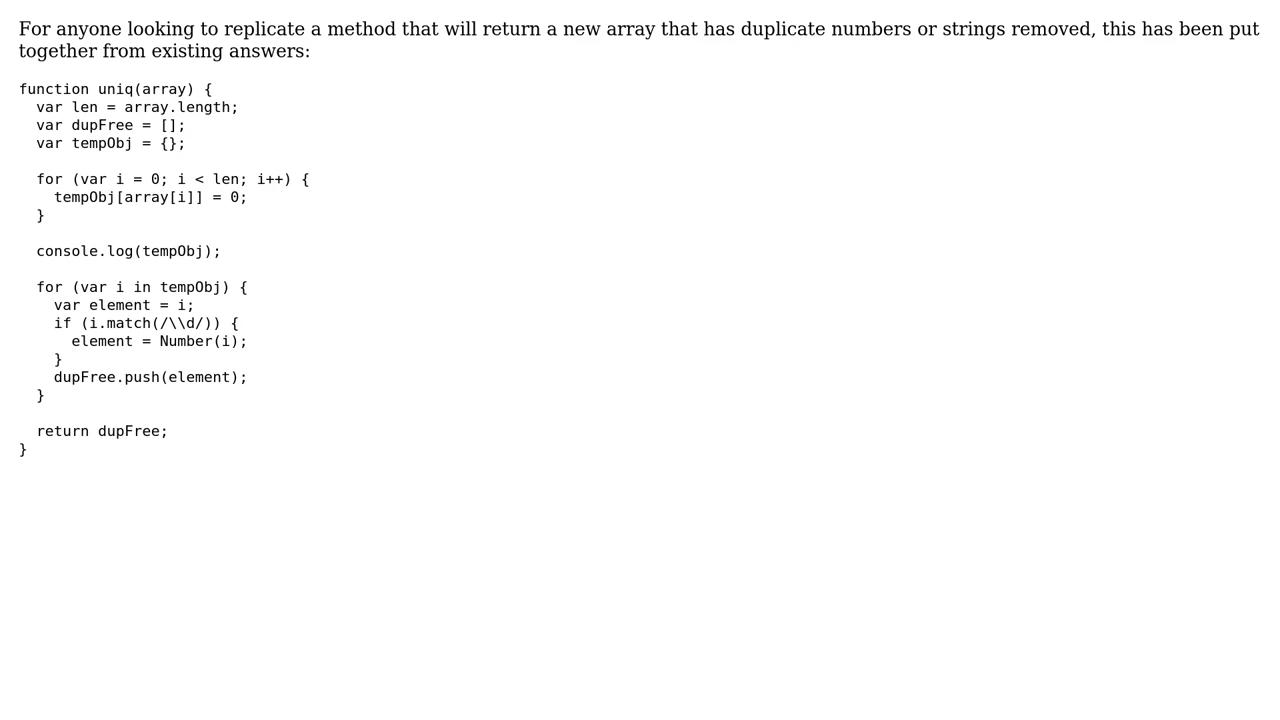 For anyone looking to replicate a method that will return a new array that has duplicate numbers or strings removed, this has been put
together from existing answers:
function uniq(array) {
  var len = array.length;
  var dupFree = [];
  var tempObj = {};

  for (var i = 0; i < len; i++) {
    tempObj[array[i]] = 0;
  }

  console.log(tempObj);

  for (var i in tempObj) {
    var element = i;
    if (i.match(/\\d/)) {
      element = Number(i);
    }
    dupFree.push(element);
  }

  return dupFree;
}